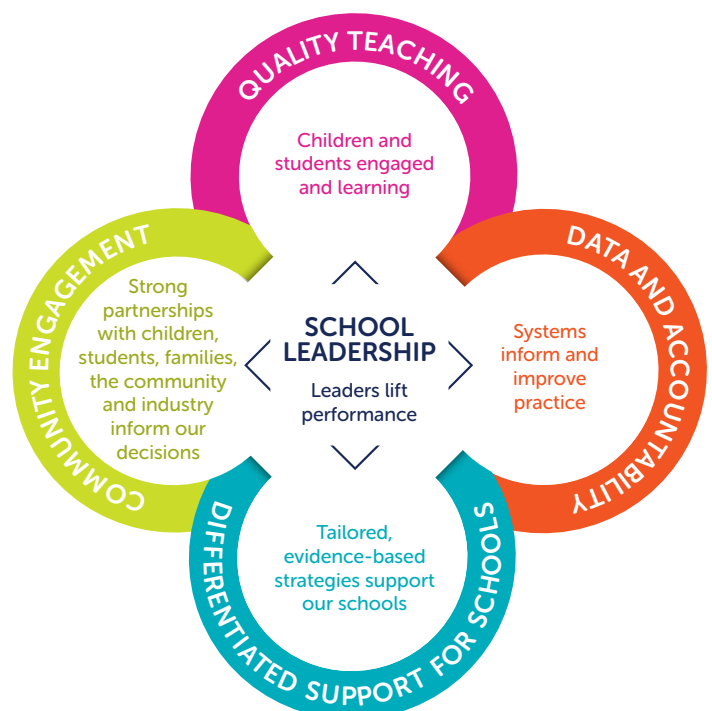 QUALITY TEACHING
Children and
students engaged
and learning
COMMUNITY ENGAGEMENT
Strong
partnerships
with children,
students, families,
the community
and industry
inform our
decisions
SCHOOL
LEADERSHIP
Leaders lift
performance
DATA AND ACCOUNTABILITY
Systems
inform and
improve
practice
DIFFERENTIATED SUPPORT FOR SCHOOLS
Tailored,
evidence-based
strategies support
our schools